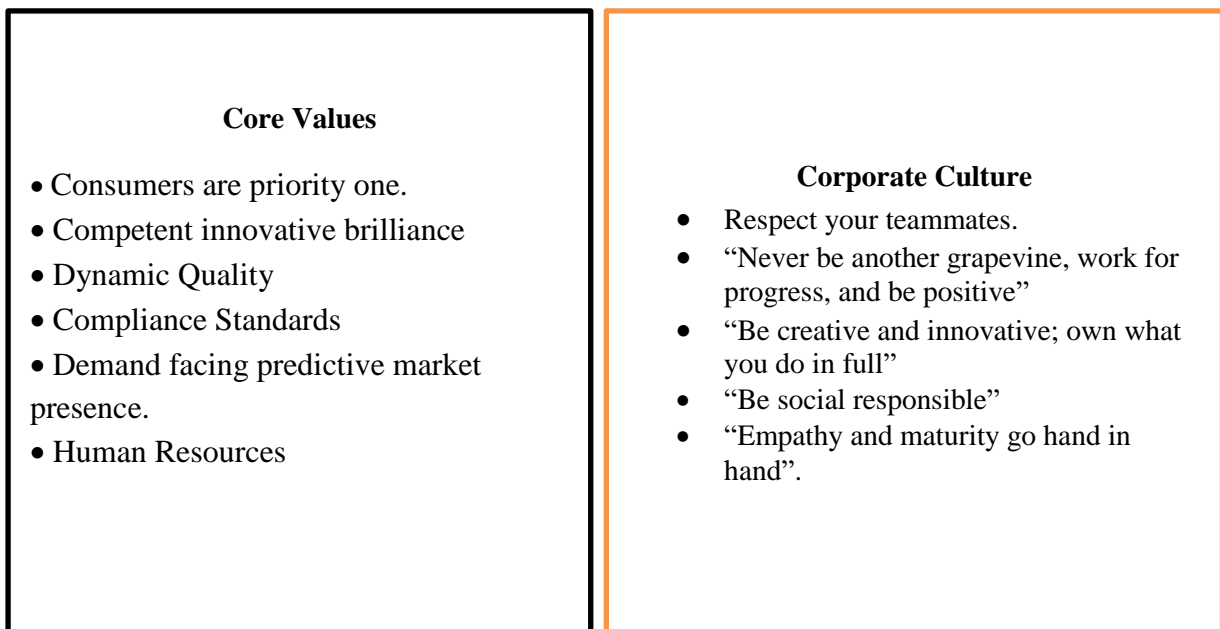 Core Values
• Consumers are priority one.
• Competent innovative brilliance
• Dynamic Quality
• Compliance Standards
• Demand facing predictive market
presence.
• Human Resources
Corporate Culture
• Respect your teammates.
• “Never be another grapevine, work for
progress, and be positive”
• “Be creative and innovative; own what
you do in full”
• “Be social responsible”
• “Empathy and maturity go hand in
hand”.